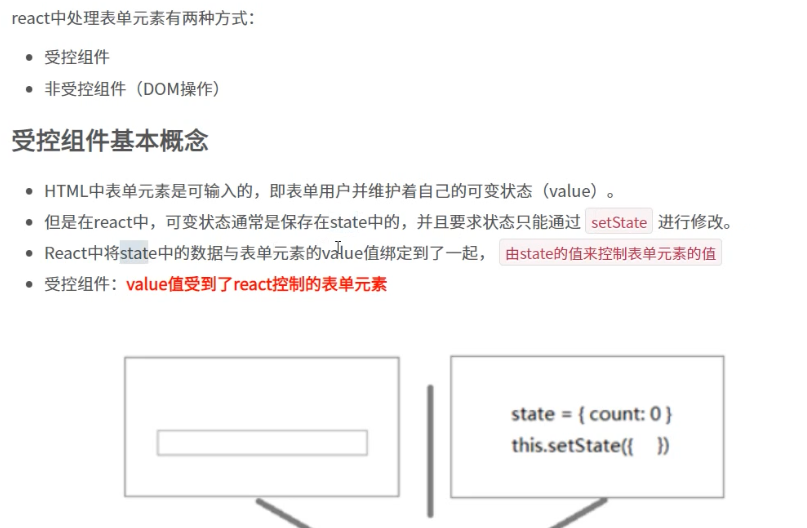 react中处理表单元素有两种方式：
受控组件
非受控组件（DOM操作）
受控组件基本概念
HTML中表单元素是可输入的，即表单用户并维护着自己的可变状态（value）。
但是在react中，可变状态通常是保存在state中的，并且要求状态只能通过 setState 进行修改。
React中将state中的数据与表单元素的value值绑定到了一起， 由state的值来控制表单元素的值
受控组件：value值受到了react控制的表单元素
state = { count: 0 }
this.setState({ })